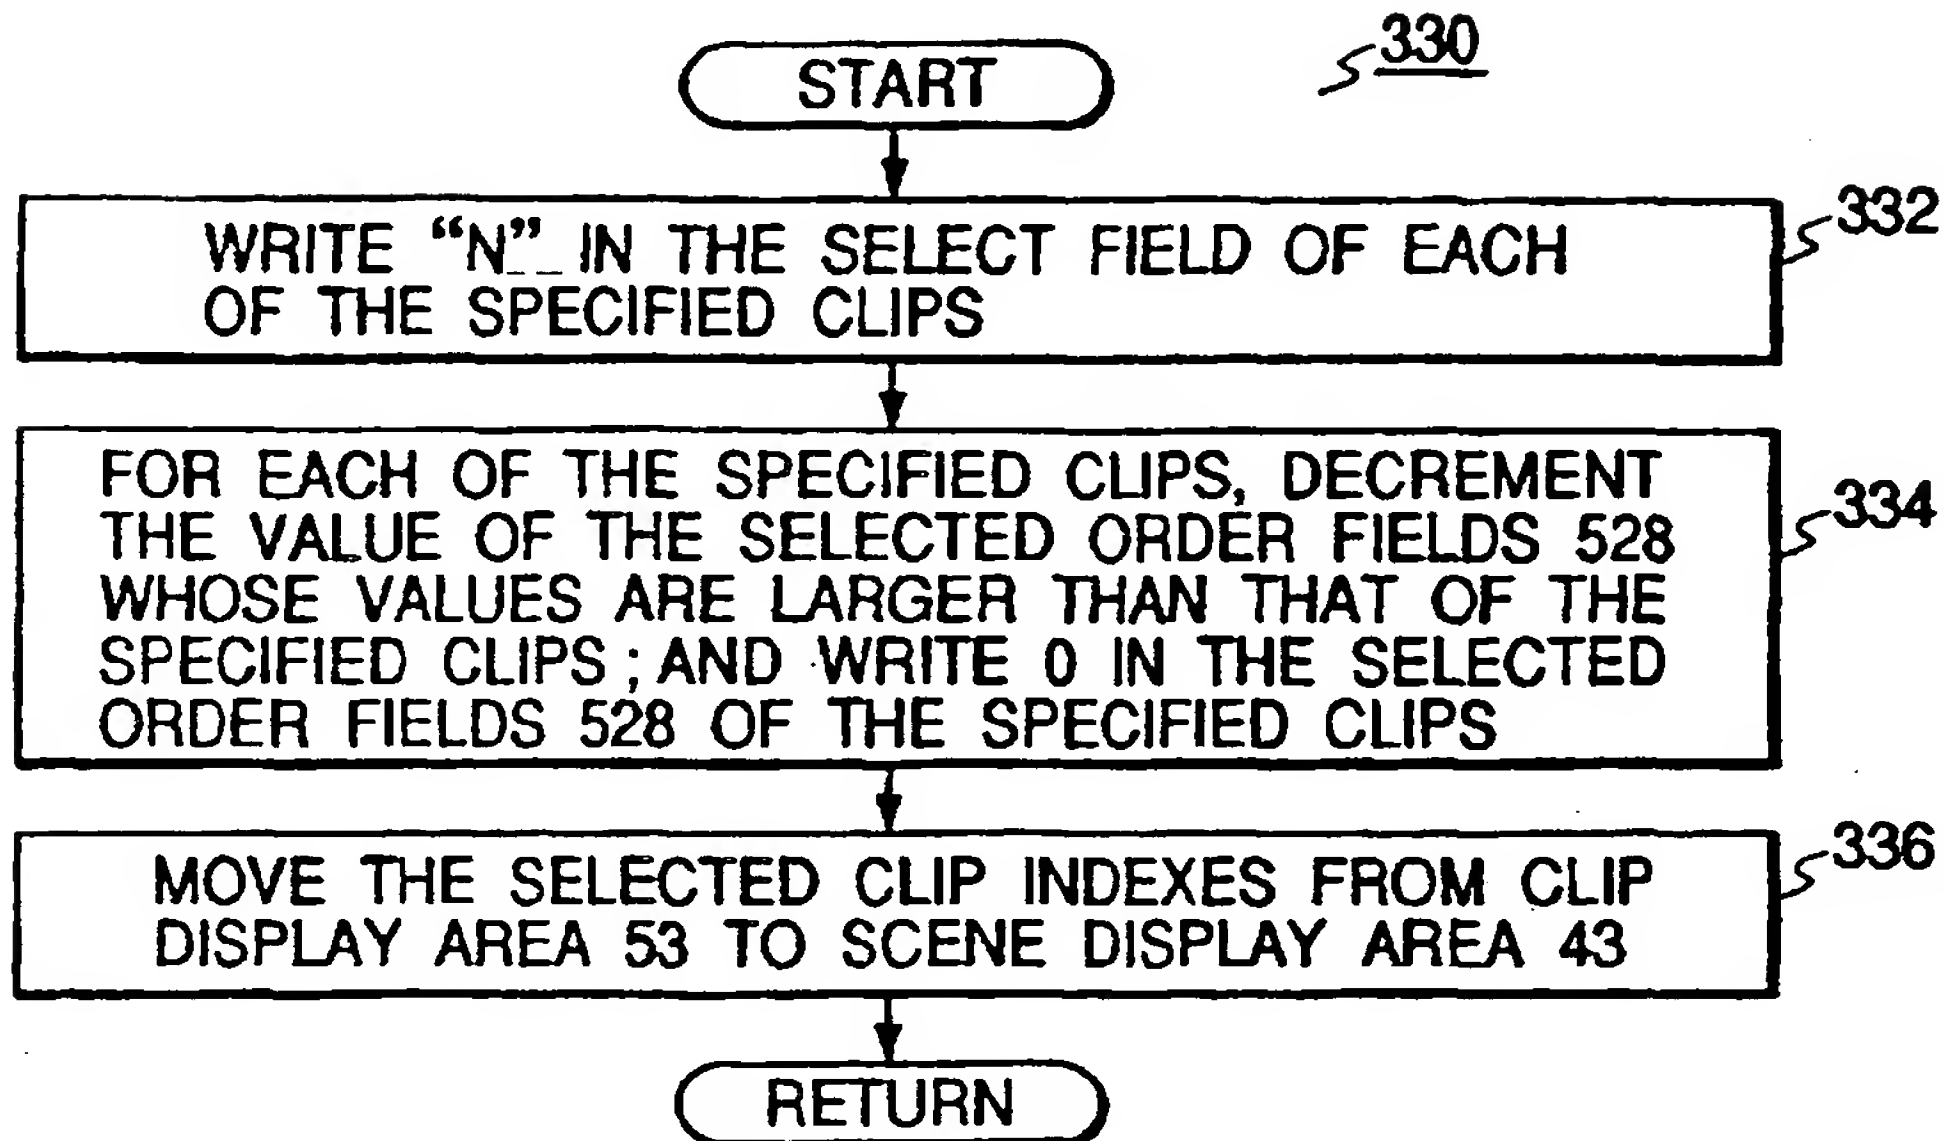 START
330
WRITE “N” IN THE SELECT FIELD OF EACH
OF THE SPECIFIED CLIPS
332
FOR EACH OF THE SPECIFIED CLIPS, DECREMENT
THE VALUE OF THE SELECTED ORDER FIELDS 528
WHOSE VALUES ARE LARGER THAN THAT OF THE
SPECIFIED CLIPS ; AND WRITE 0 IN THE SELECTED
ORDER FIELDS 528 OF THE SPECIFIED CLIPS
334
MOVE THE SELECTED CLIP INDEXES FROM CLIP
DISPLAY AREA 53 TO SCENE DISPLAY AREA 43
336
RETURN